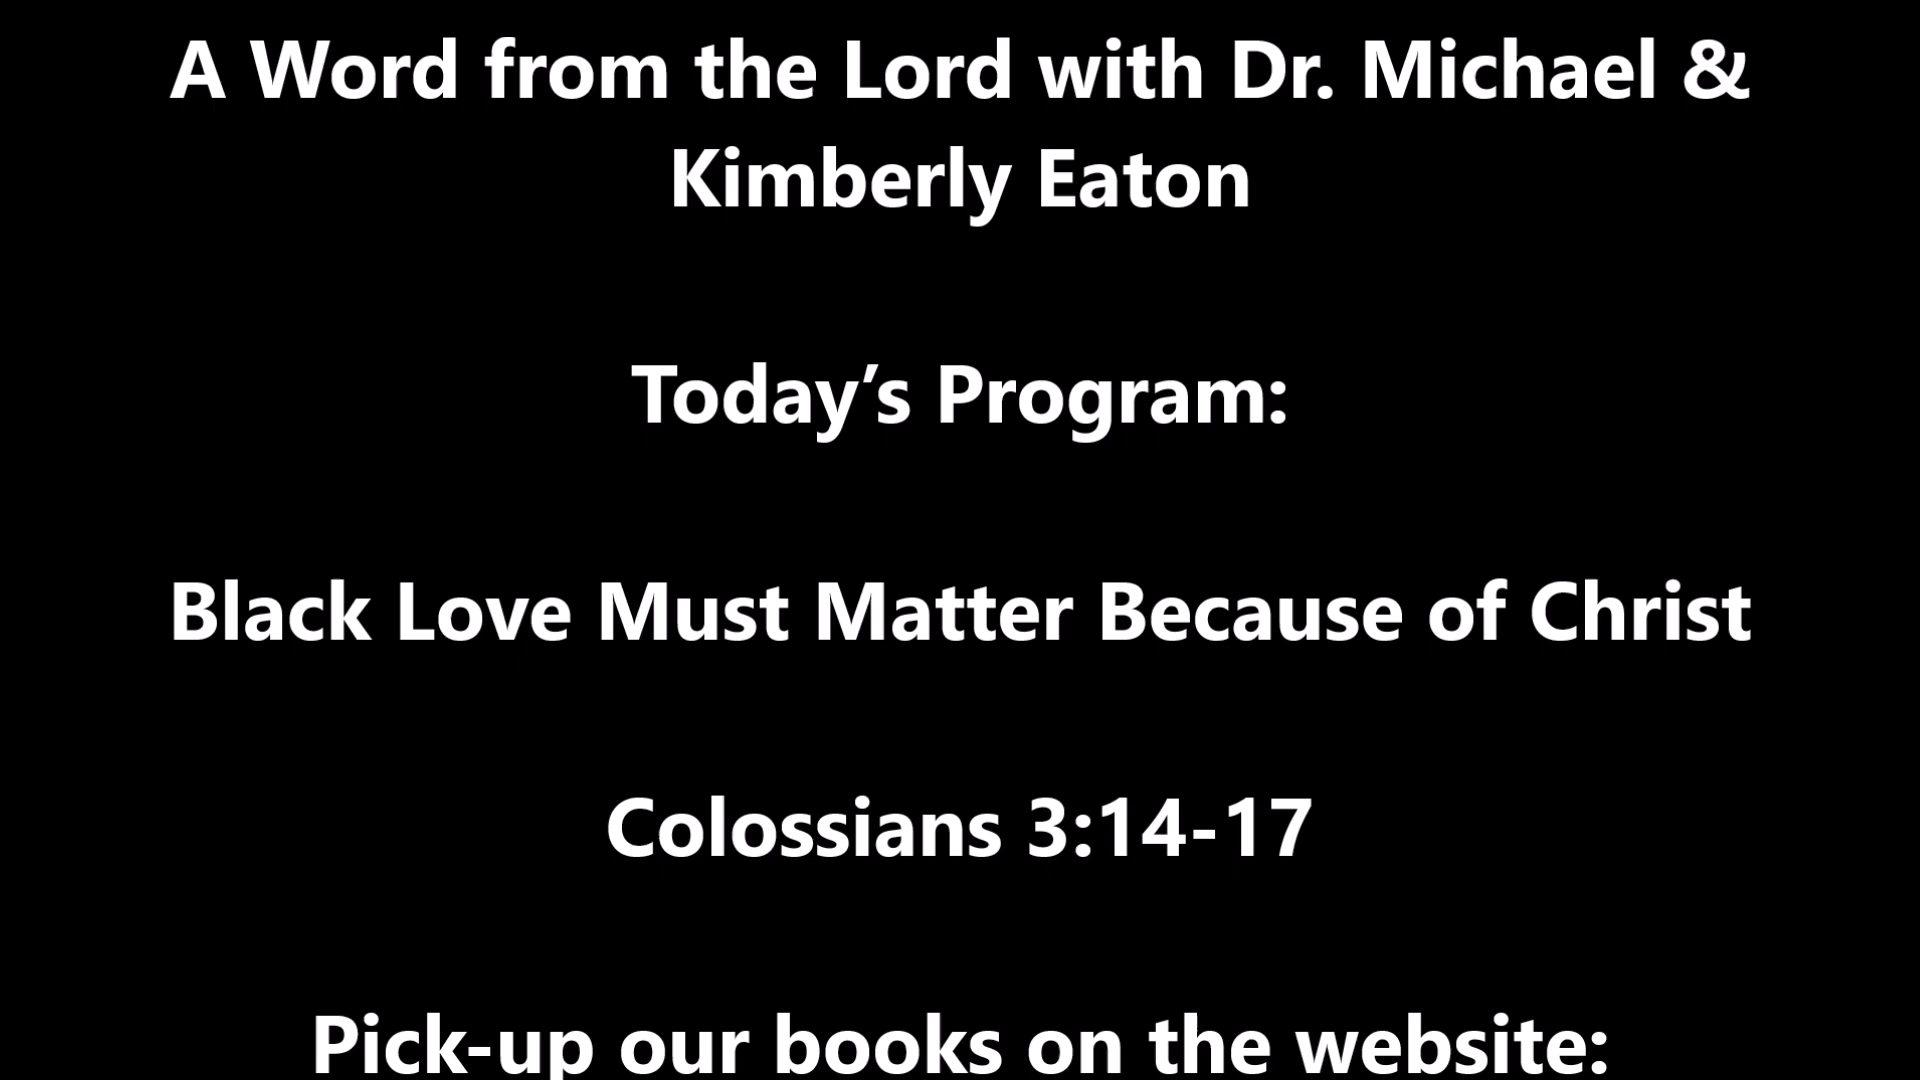 A Word from the Lord with Dr. Michael &
Kimberly Eaton
Today’s Program:
Black Love Must Matter Because of Christ
Colossians 3:14-17
Pick-up our books on the website: